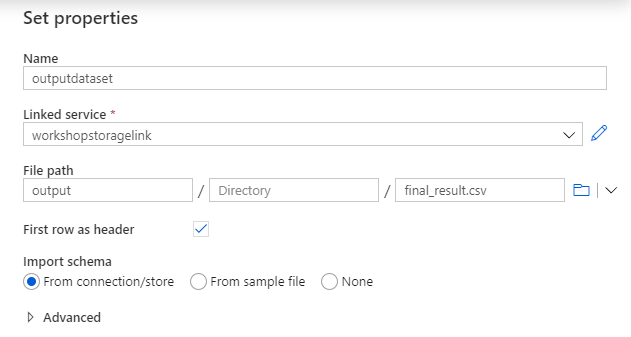 Set properties
Name
outputdataset
Linked service *
workshopstoragelink
File path
output / Directory / final_result.csv
First row as header
Import schema
From connection/store From sample file None
Advanced